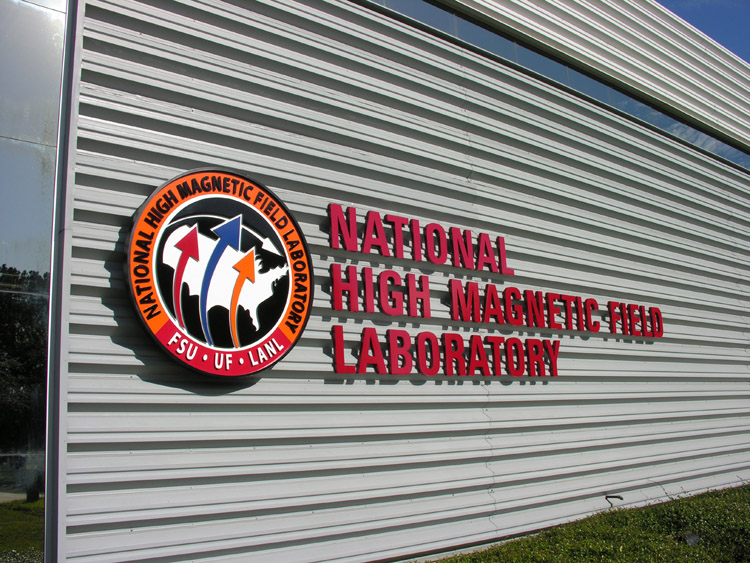 NATIONAL HIGH MAGNETIC FIELD LABORATORY
FSU • UF • LANL
NATIONAL
HIGH MAGNETIC FIELD
LABORATORY